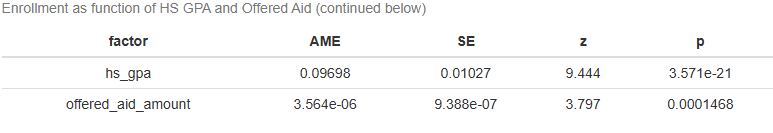 Enrollment as function of HS GPA and Offered Aid (continued below)
factor AME SE z p
hs_gpa 0.09698 0.01027 9.444 3.571e-21
offered_aid_amount 3.564e-06 9.388e-07 3.797 0.0001468